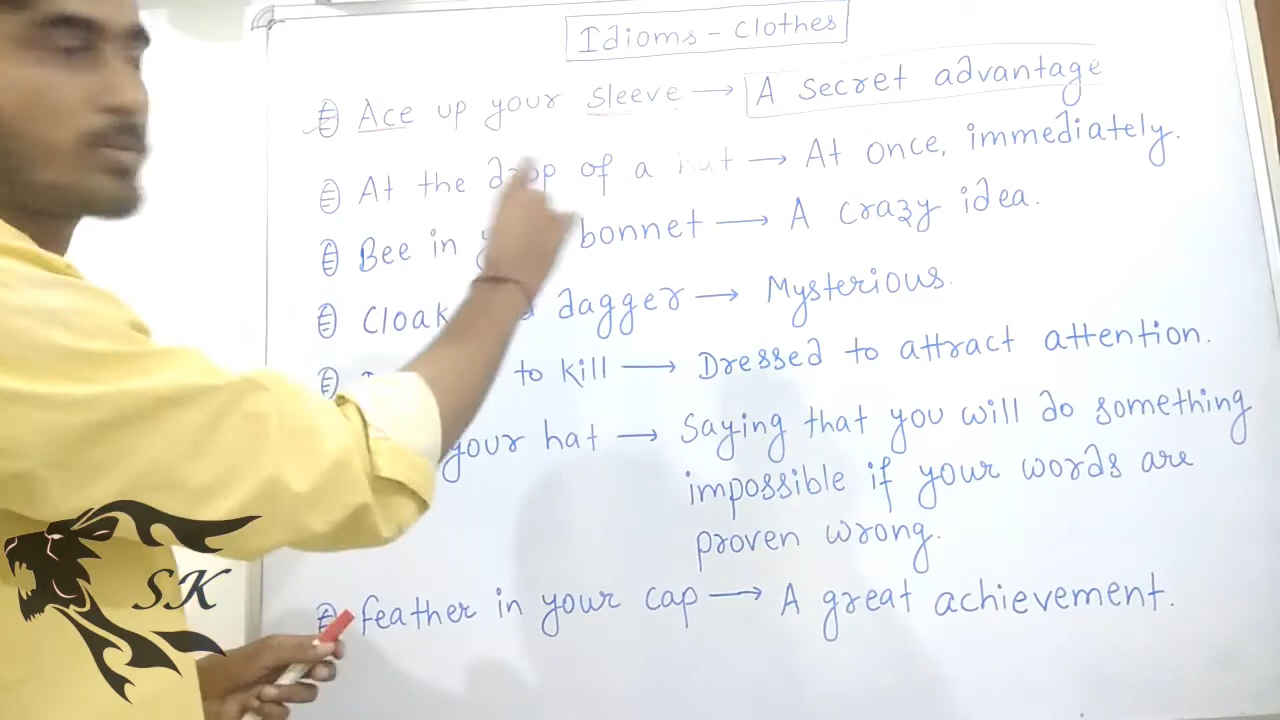 Idioms - Clothes
Ace up your sleeve → A secret advantage
At the drop of a hat → At once, immediately.
Bee in bonnet → A crazy idea.
Cloak dagger → Mysterious.
to kill → Dressed to attract attention.
your hat → Saying that you will do something
impossible if your words are
proven wrong.
feather in your cap → A great achievement.
SK